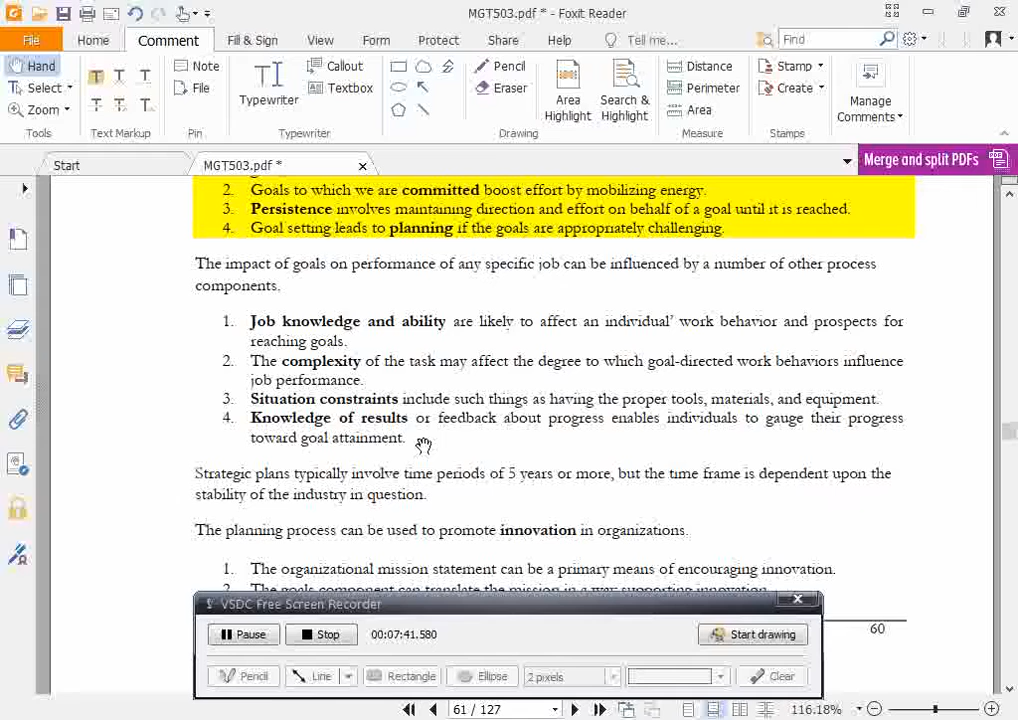 MGT503.pdf * - Foxit Reader
File Home Comment Fill & Sign View Form Protect Share Help Tell me... Find
Hand Select Zoom Tools
Text Markup
Note File Pin
Typewriter Callout Textbox Typewriter
Pencil Eraser Area Highlight Search & Highlight Drawing
Distance Perimeter Area Measure
Stamp Create Stamps
Manage Comments
Start MGT503.pdf * Merge and split PDFs
2. Goals to which we are committed boost effort by mobilizing energy.
3. Persistence involves maintaining direction and effort on behalf of a goal until it is reached.
4. Goal setting leads to planning if the goals are appropriately challenging.
The impact of goals on performance of any specific job can be influenced by a number of other process
components.
1. Job knowledge and ability are likely to affect an individual’ work behavior and prospects for
reaching goals.
2. The complexity of the task may affect the degree to which goal-directed work behaviors influence
job performance.
3. Situation constraints include such things as having the proper tools, materials, and equipment.
4. Knowledge of results or feedback about progress enables individuals to gauge their progress
toward goal attainment.
Strategic plans typically involve time periods of 5 years or more, but the time frame is dependent upon the
stability of the industry in question.
The planning process can be used to promote innovation in organizations.
1. The organizational mission statement can be a primary means of encouraging innovation.
2. The goals component can translate the mission in a way supporting innovation.
60
VSDC Free Screen Recorder
Pause Stop 00:07:41.580 Start drawing
Pencil Line Rectangle Ellipse 2 pixels Clear
61 / 127 116.18%